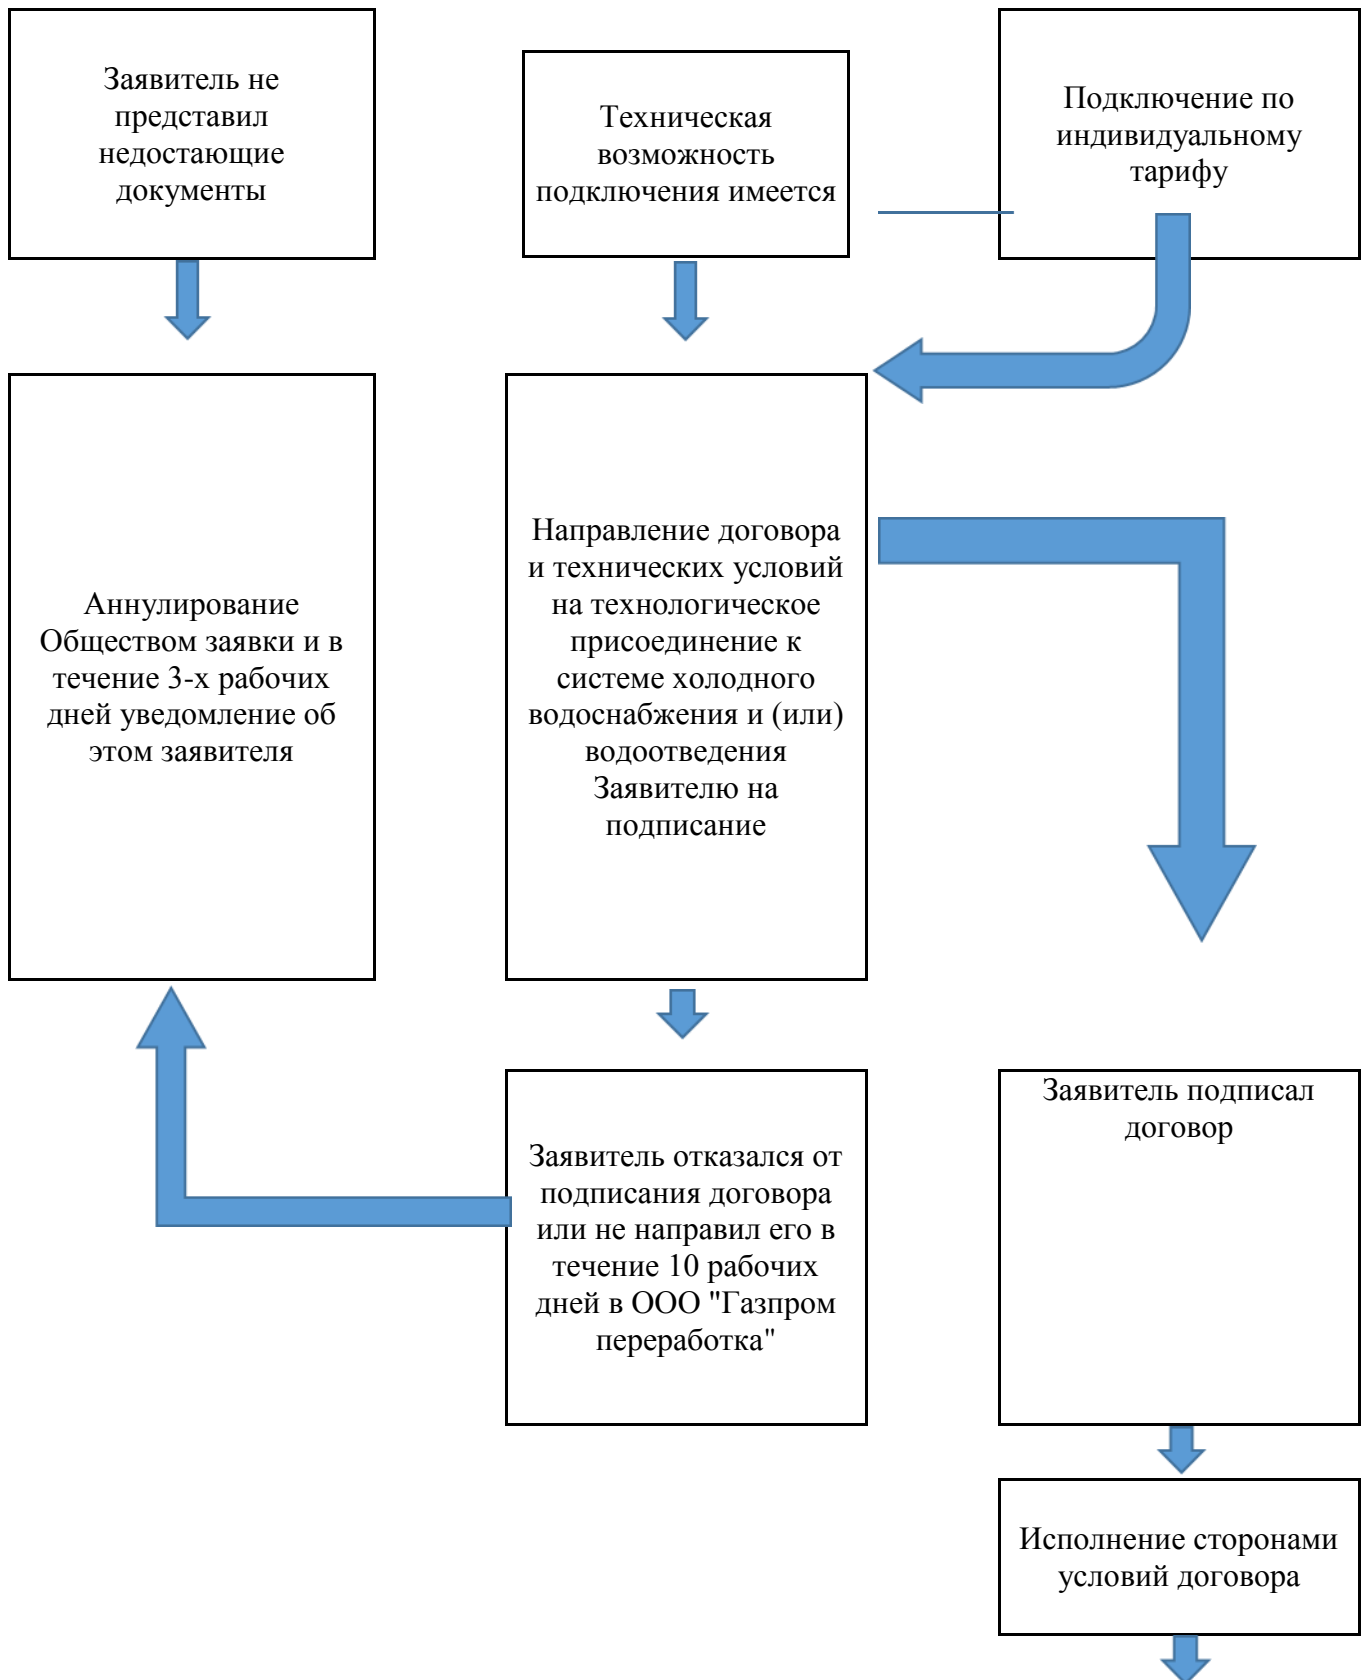 Заявитель не
представил
недостающие
документы
Техническая
возможность
подключения имеется
Подключение по
индивидуальному
тарифу
Аннулирование
Обществом заявки и в
течение 3-х рабочих
дней уведомление об
этом заявителя
Направление договора
и технических условий
на технологическое
присоединение к
системе холодного
водоснабжения и (или)
водоотведения
Заявителю на
подписание
Заявитель отказался от
подписания договора
или не направил его в
течение 10 рабочих
дней в ООО "Газпром
переработка"
Заявитель подписал
договор
Исполнение сторонами
условий договора